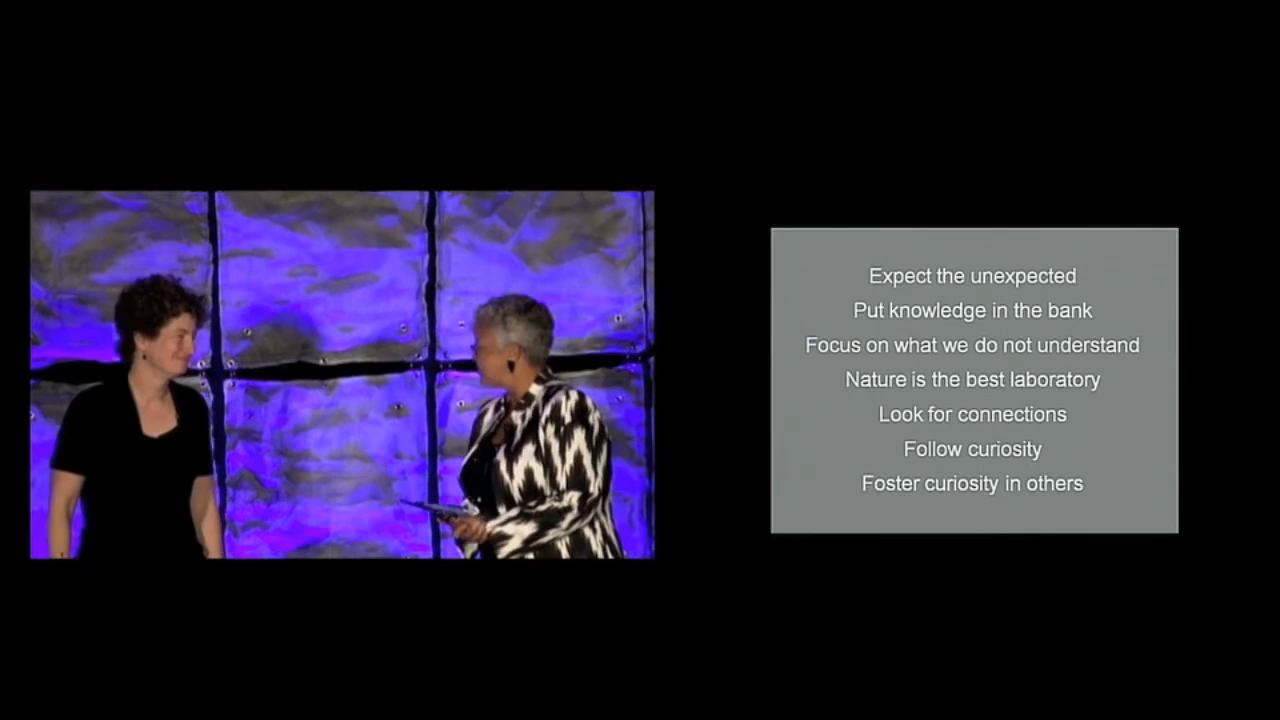 Expect the unexpected
Put knowledge in the bank
Focus on what we do not understand
Nature is the best laboratory
Look for connections
Follow curiosity
Foster curiosity in others